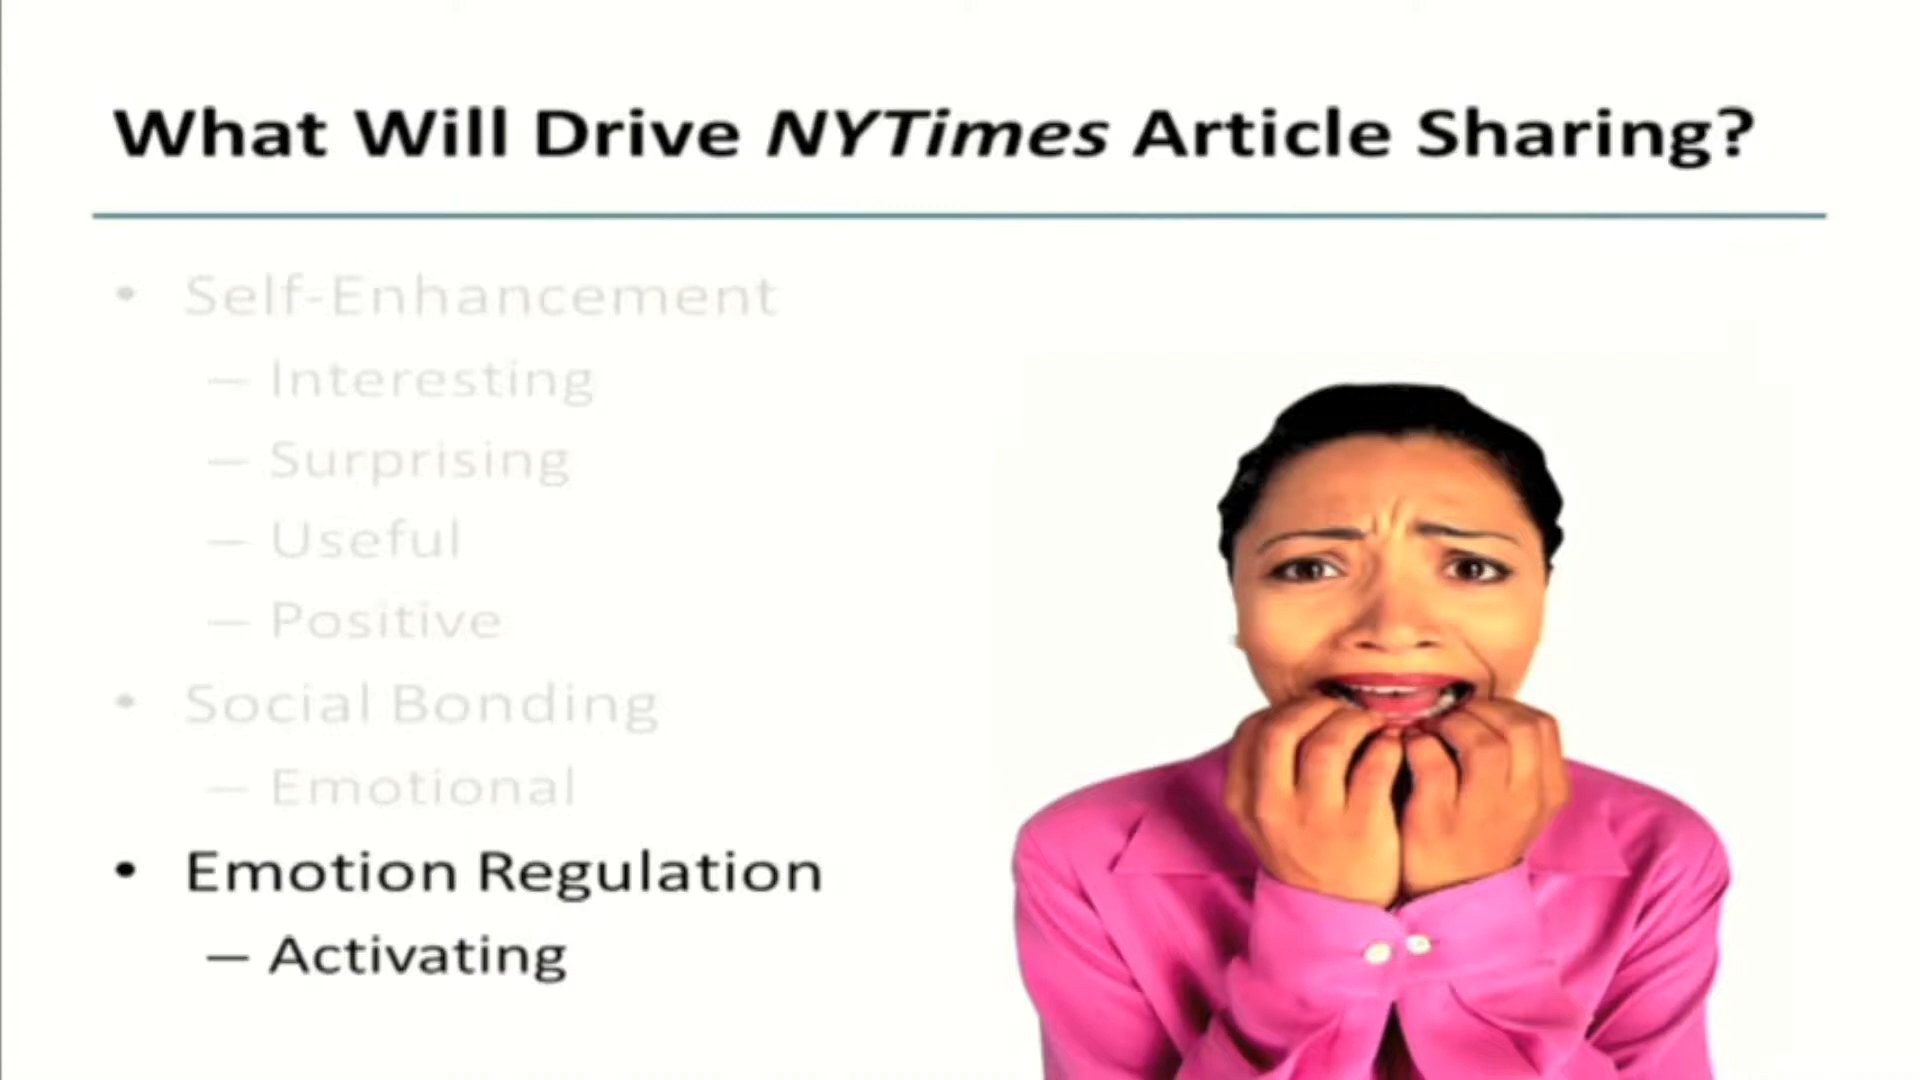 What Will Drive NYTimes Article Sharing?
• Self-Enhancement
– Interesting
– Surprising
– Useful
– Positive
• Social Bonding
– Emotional
• Emotion Regulation
– Activating